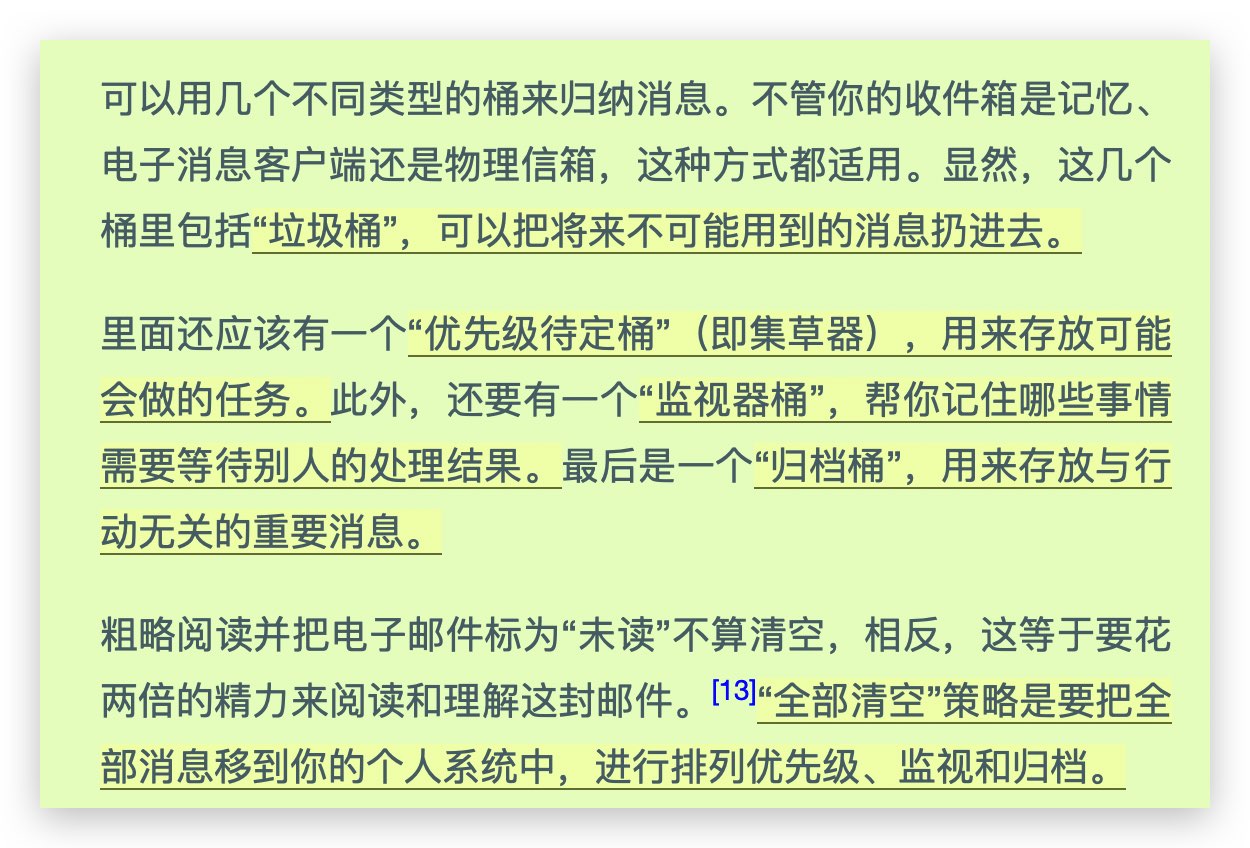 可以用几个不同类型的桶来归纳消息。不管你的收件箱是记忆、
电子消息客户端还是物理信箱，这种方式都适用。显然，这几个
桶里包括“垃圾桶”，可以把将来不可能用到的消息扔进去。
里面还应该有一个“优先级待定桶”（即集草器），用来存放可能
会做的任务。此外，还要有一个“监视器桶”，帮你记住哪些事情
需要等待别人的处理结果。最后是一个“归档桶”，用来存放与行
动无关的重要消息。
粗略阅读并把电子邮件标为“未读”不算清空，相反，这等于要花
两倍的精力来阅读和理解这封邮件。[13]“全部清空”策略是要把全
部消息移到你的个人系统中，进行排列优先级、监视和归档。